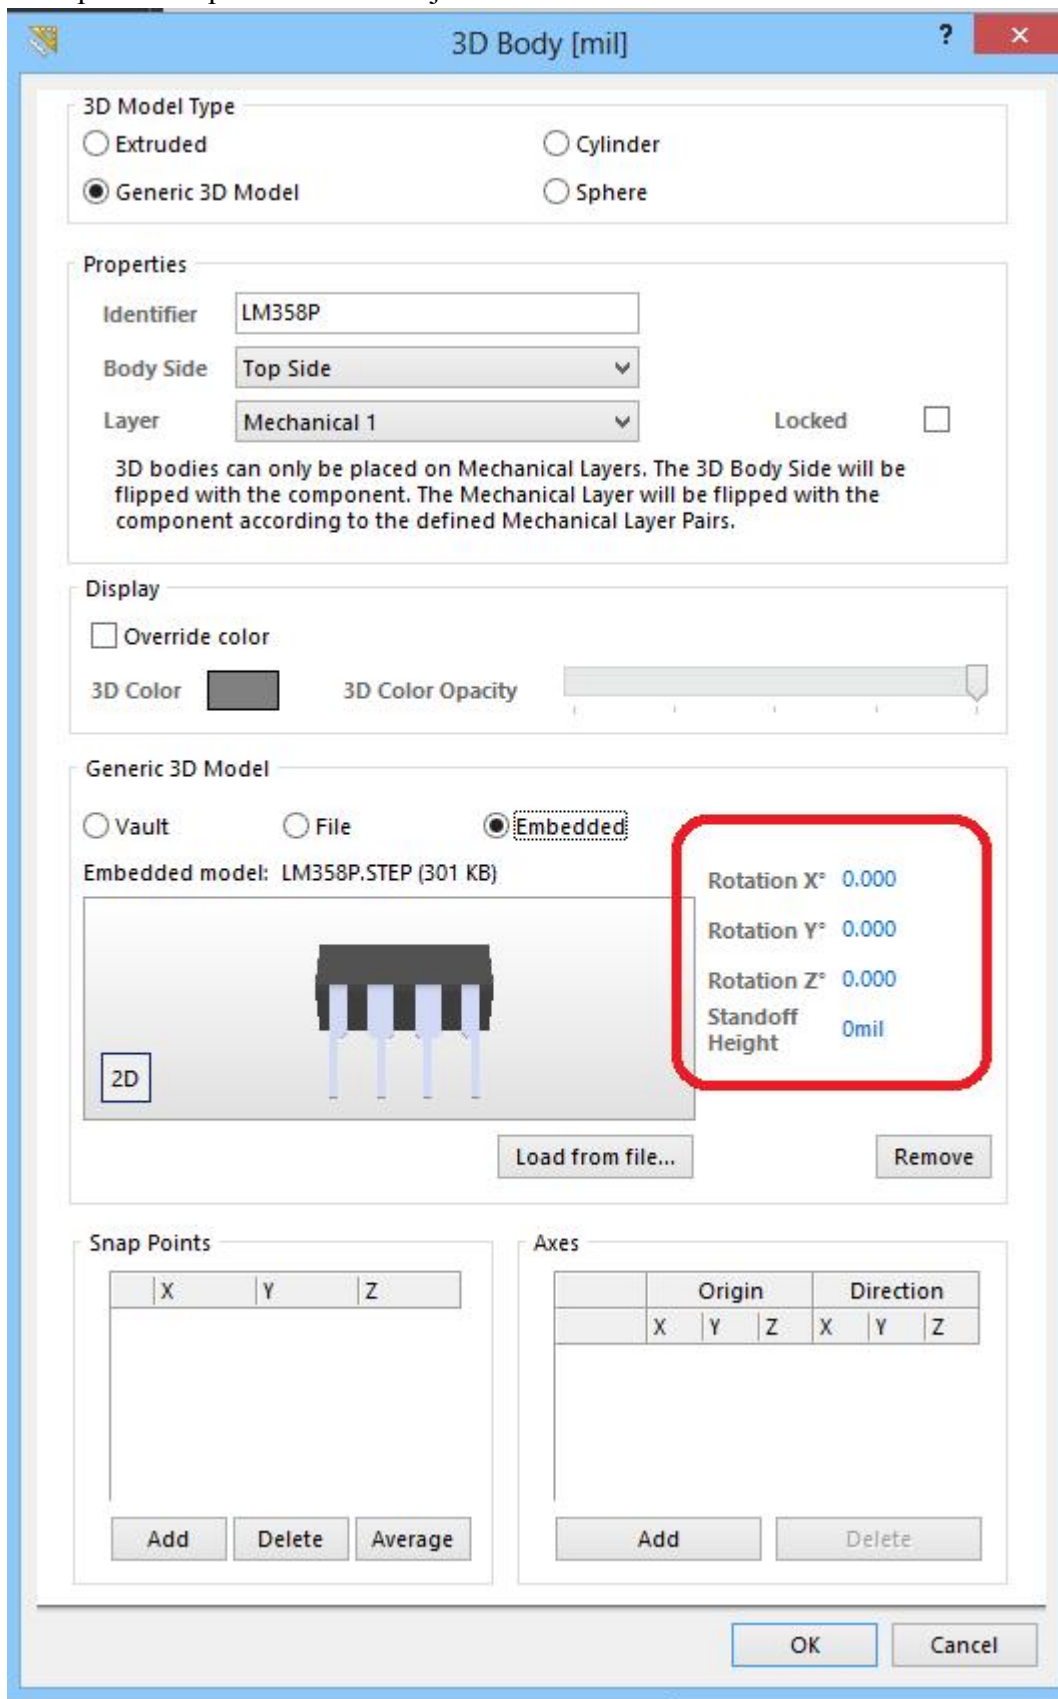 3D Body [mil]
? ×
3D Model Type
Extruded Cylinder
Generic 3D Model Sphere
Properties
Identifier LM358P
Body Side Top Side
Layer Mechanical 1 Locked
3D bodies can only be placed on Mechanical Layers. The 3D Body Side will be
flipped with the component. The Mechanical Layer will be flipped with the
component according to the defined Mechanical Layer Pairs.
Display
Override color
3D Color 3D Color Opacity
Generic 3D Model
Vault File Embedded
Embedded model: LM358P.STEP (301 KB)
Rotation X° 0.000
Rotation Y° 0.000
Rotation Z° 0.000
Standoff
Height 0mil
2D
Load from file... Remove
Snap Points Axes
X Y Z Origin Direction
X Y Z X Y Z
Add Delete Average Add Delete
OK Cancel